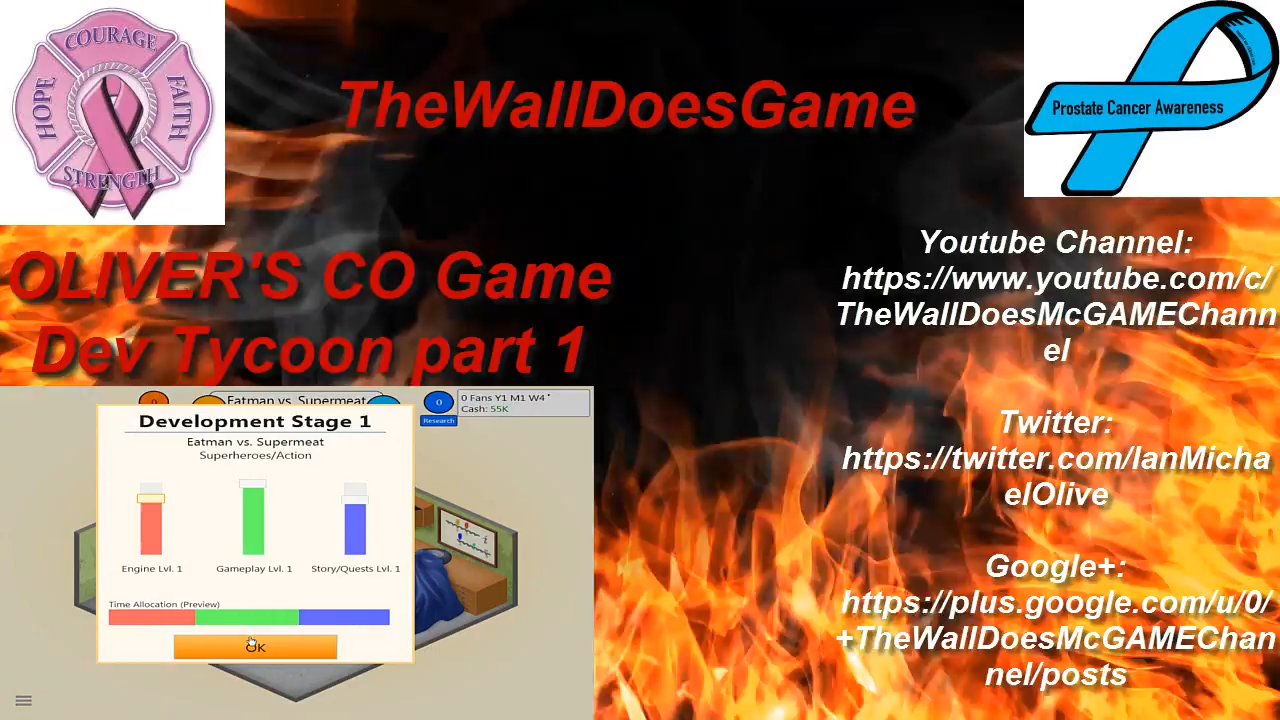 COURAGE
HOPE
FAITH
STRENGTH
TheWallDoesGame
Prostate Cancer Awareness
OLIVER'S CO Game
Dev Tycoon part 1
Youtube Channel:
https://www.youtube.com/c/
TheWallDoesMcGAMEChann
el
Twitter:
https://twitter.com/IanMicha
elOlive
Google+:
https://plus.google.com/u/0/
+TheWallDoesMcGAMEChan
nel/posts
0
Eatman vs. Supermeat
0
Research
0 Fans Y1 M1 W4
Cash: 55K
Development Stage 1
Eatman vs. Supermeat
Superheroes/Action
Engine Lvl. 1
Gameplay Lvl. 1
Story/Quests Lvl. 1
Time Allocation (Preview)
OK